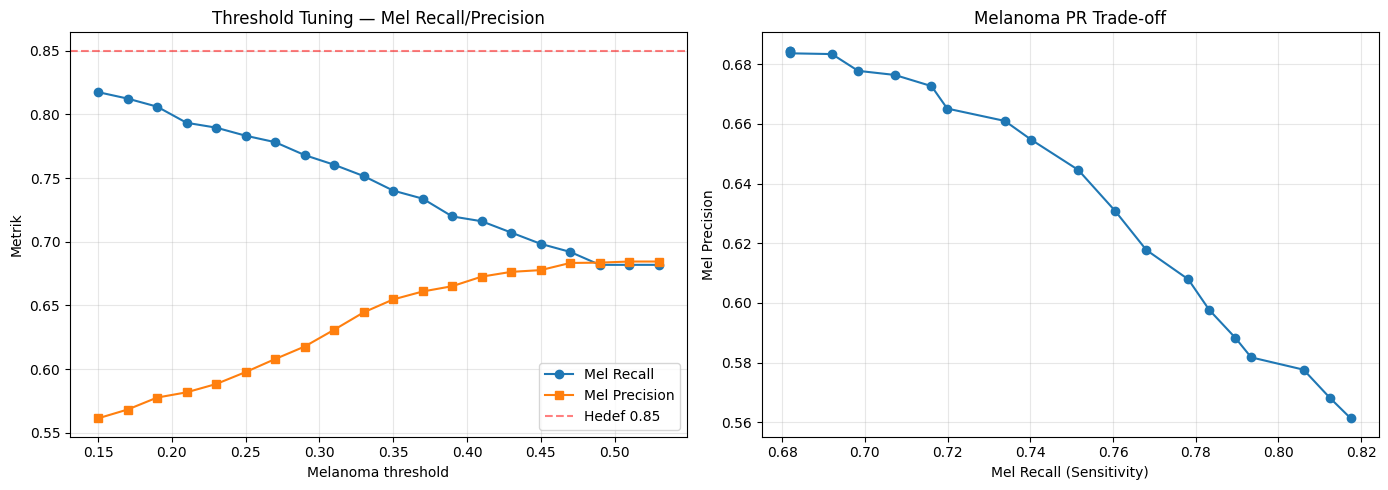 Threshold Tuning — Mel Recall/Precision
Metrik
0.85
0.80
0.75
0.70
0.65
0.60
0.55
0.15 0.20 0.25 0.30 0.35 0.40 0.45 0.50
Melanoma threshold
Mel Recall
Mel Precision
Hedef 0.85
Melanoma PR Trade-off
Mel Precision
0.68
0.66
0.64
0.62
0.60
0.58
0.56
0.68 0.70 0.72 0.74 0.76 0.78 0.80 0.82
Mel Recall (Sensitivity)